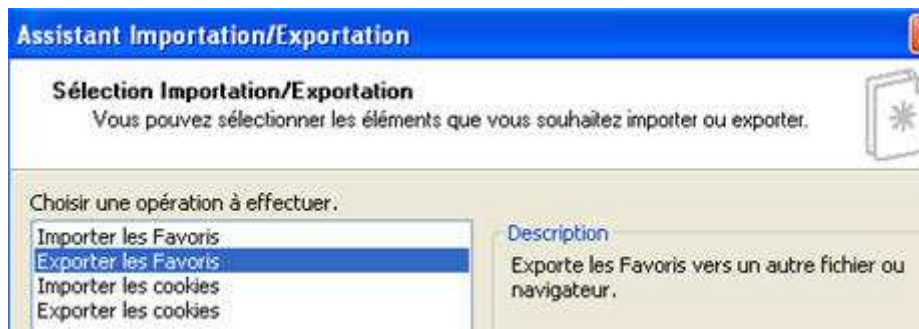 Assistant Importation/Exportation
Sélection Importation/Exportation
Vous pouvez sélectionner les éléments que vous souhaitez importer ou exporter.
Choisir une opération à effectuer.
Importer les Favoris
Exporter les Favoris
Importer les cookies
Exporter les cookies
Description
Exporte les Favoris vers un autre fichier ou
navigateur.